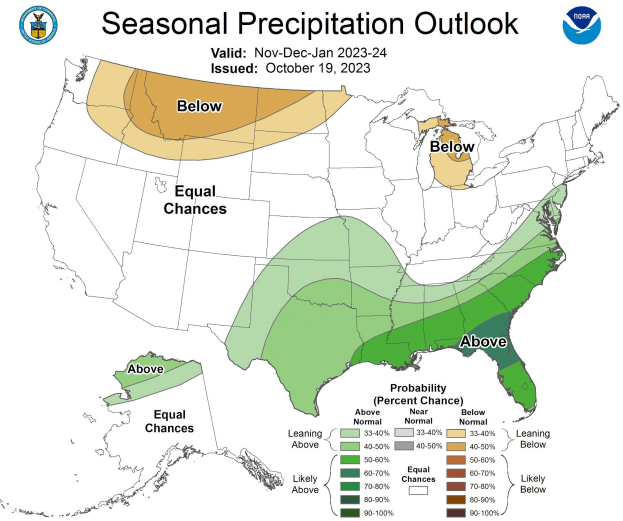 Seasonal Precipitation Outlook
NOAA
Valid: Nov-Dec-Jan 2023-24
Issued: October 19, 2023
Below
Below
Equal
Chances
Above
Above
Equal
Chances
Probability
(Percent Chance)
Above
Normal
Near
Normal
Below
Normal
Leaning
Above
33-40%
33-40%
33-40%
Leaning
Below
40-50%
40-50%
40-50%
50-60%
50-60%
60-70%
Equal
Chances
60-70%
Likely
Above
70-80%
70-80%
Likely
Below
80-90%
80-90%
90-100%
90-100%